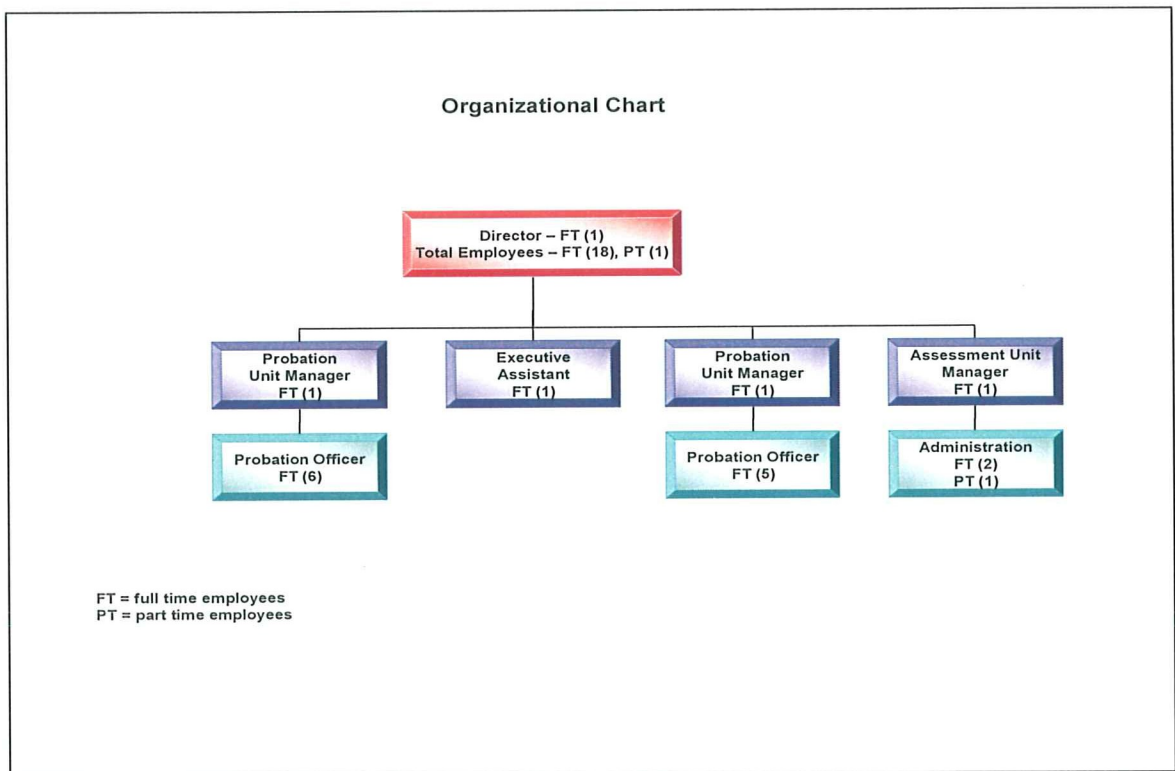 Organizational Chart
Director – FT (1)
Total Employees – FT (18), PT (1)
Probation
Unit Manager
FT (1)
Executive
Assistant
FT (1)
Probation
Unit Manager
FT (1)
Assessment Unit
Manager
FT (1)
Probation Officer
FT (6)
Probation Officer
FT (5)
Administration
FT (2)
PT (1)
FT = full time employees
PT = part time employees